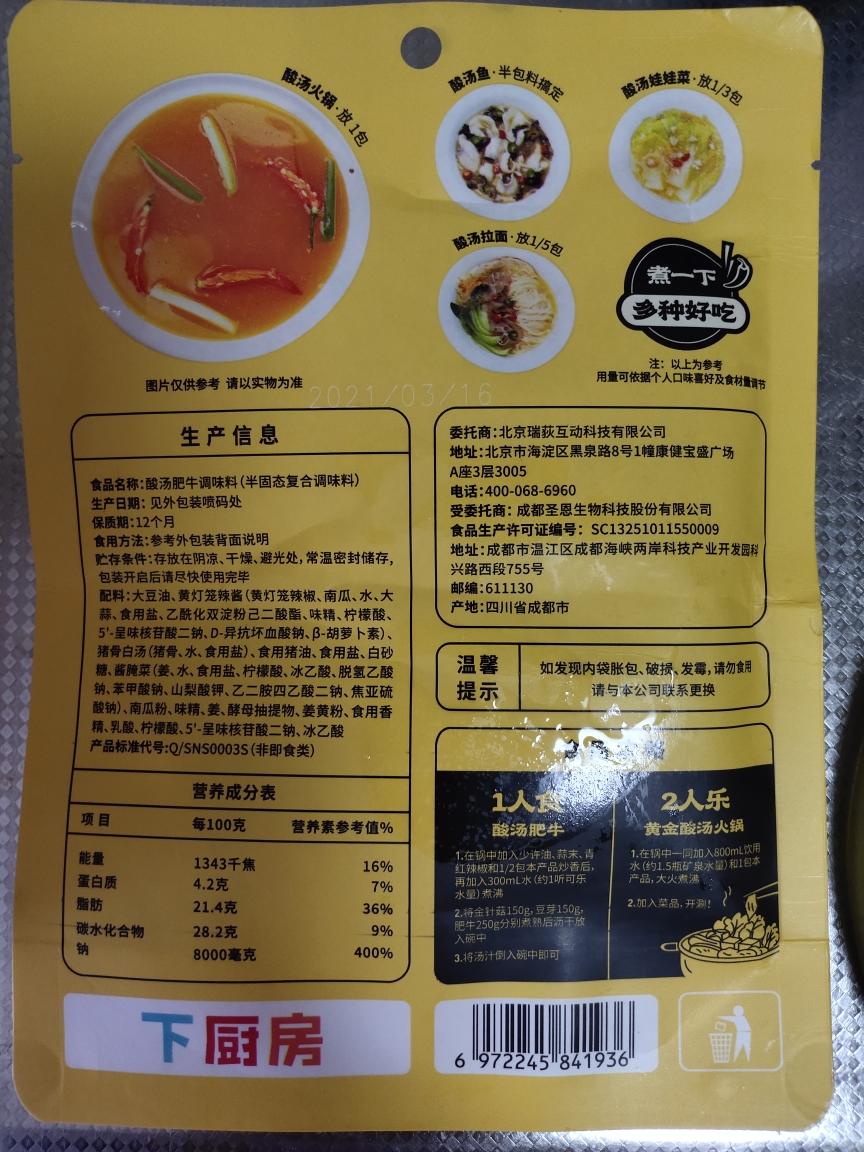 酸汤火锅·放1包
酸汤鱼·半包料搞定
酸汤娃娃菜·放1/3包
酸汤拉面·放1/5包
煮一下
多种好吃
注：以上为参考
用量可依据个人口味喜好及食材量调节
图片仅供参考 请以实物为准
2021/03/16
生产信息
食品名称:酸汤肥牛调味料(半固态复合调味料)
生产日期: 见外包装喷码处
保质期:12个月
食用方法:参考外包装背面说明
贮存条件:存放在阴凉、干燥、避光处,常温密封储存,
包装开启后请尽快使用完毕
配料:大豆油、黄灯笼辣酱(黄灯笼辣椒、南瓜、水、大
蒜、食用盐、乙酰化双淀粉己二酸酯、味精、柠檬酸、
5'-呈味核苷酸二钠、D-异抗坏血酸钠、β-胡萝卜素)、
猪骨白汤(猪骨、水、食用盐)、食用猪油、食用盐、白砂
糖、酱腌菜(姜、水、食用盐、柠檬酸、冰乙酸、脱氢乙酸
钠、苯甲酸钠、山梨酸钾、乙二胺四乙酸二钠、焦亚硫
酸钠)、南瓜粉、味精、姜、酵母抽提物、姜黄粉、食用香
精、乳酸、柠檬酸、5'-呈味核苷酸二钠、冰乙酸
产品标准代号:Q/SNS0003S(非即食类)
营养成分表
项目 每100克 营养素参考值%
能量 1343千焦 16%
蛋白质 4.2克 7%
脂肪 21.4克 36%
碳水化合物 28.2克 9%
钠 8000毫克 400%
委托商:北京瑞荻互动科技有限公司
地址:北京市海淀区黑泉路8号1幢康健宝盛广场
A座3层3005
电话:400-068-6960
受委托商: 成都圣恩生物科技股份有限公司
食品生产许可证编号: SC13251011550009
地址:成都市温江区成都海峡两岸科技产业开发园科
兴路西段755号
邮编:611130
产地:四川省成都市
温馨
提示
如发现内袋胀包、破损、发霉,请勿食用
请与本公司联系更换
1人食
酸汤肥牛
1.在锅中加入少许油、蒜末、青
红辣椒和1/2包本产品炒香后,
再加入300mL水(约1听可乐
水量)煮沸
2.将金针菇150g,豆芽150g,
肥牛250g分别煮熟后沥干放
入碗中
3.将汤汁倒入碗中即可
2人乐
黄金酸汤火锅
1.在锅中一同加入800mL饮用
水(约1.5瓶矿泉水量)和1包本
产品,大火煮沸
2.加入菜品,开涮!
下厨房
6 972245 841936